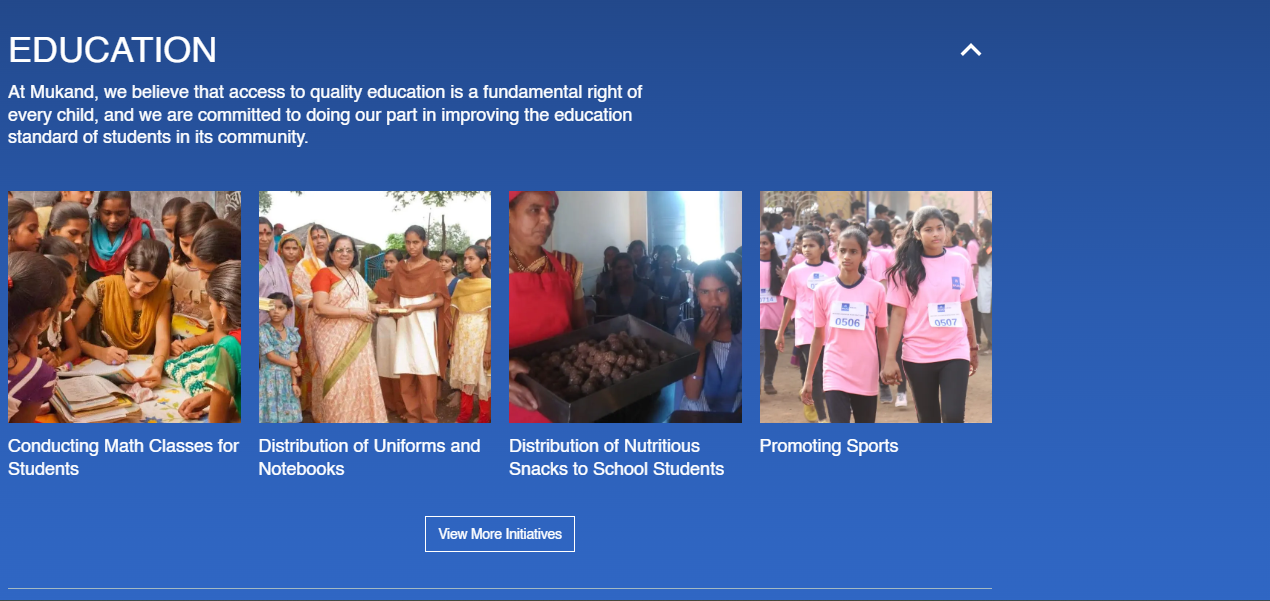 EDUCATION
At Mukand, we believe that access to quality education is a fundamental right of
every child, and we are committed to doing our part in improving the education
standard of students in its community.
0506
0507
Conducting Math Classes for
Students
Distribution of Uniforms and
Notebooks
Distribution of Nutritious
Snacks to School Students
Promoting Sports
View More Initiatives